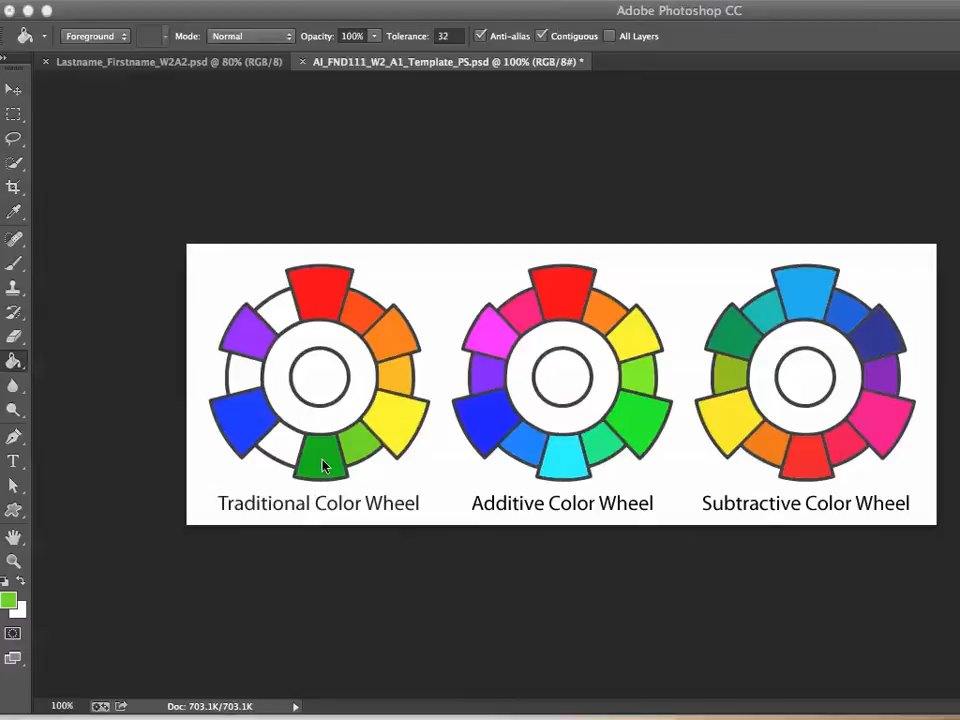 Adobe Photoshop CC
Foreground Mode: Normal Opacity: 100% Tolerance: 32 Anti-alias Contiguous All Layers
Lastname_Firstname_W2A2.psd @ 80% (RGB/8) AI_FND111_W2_A1_Template_PS.psd @ 100% (RGB/8#) *
Traditional Color Wheel Additive Color Wheel Subtractive Color Wheel
100% Doc: 703.1K/703.1K